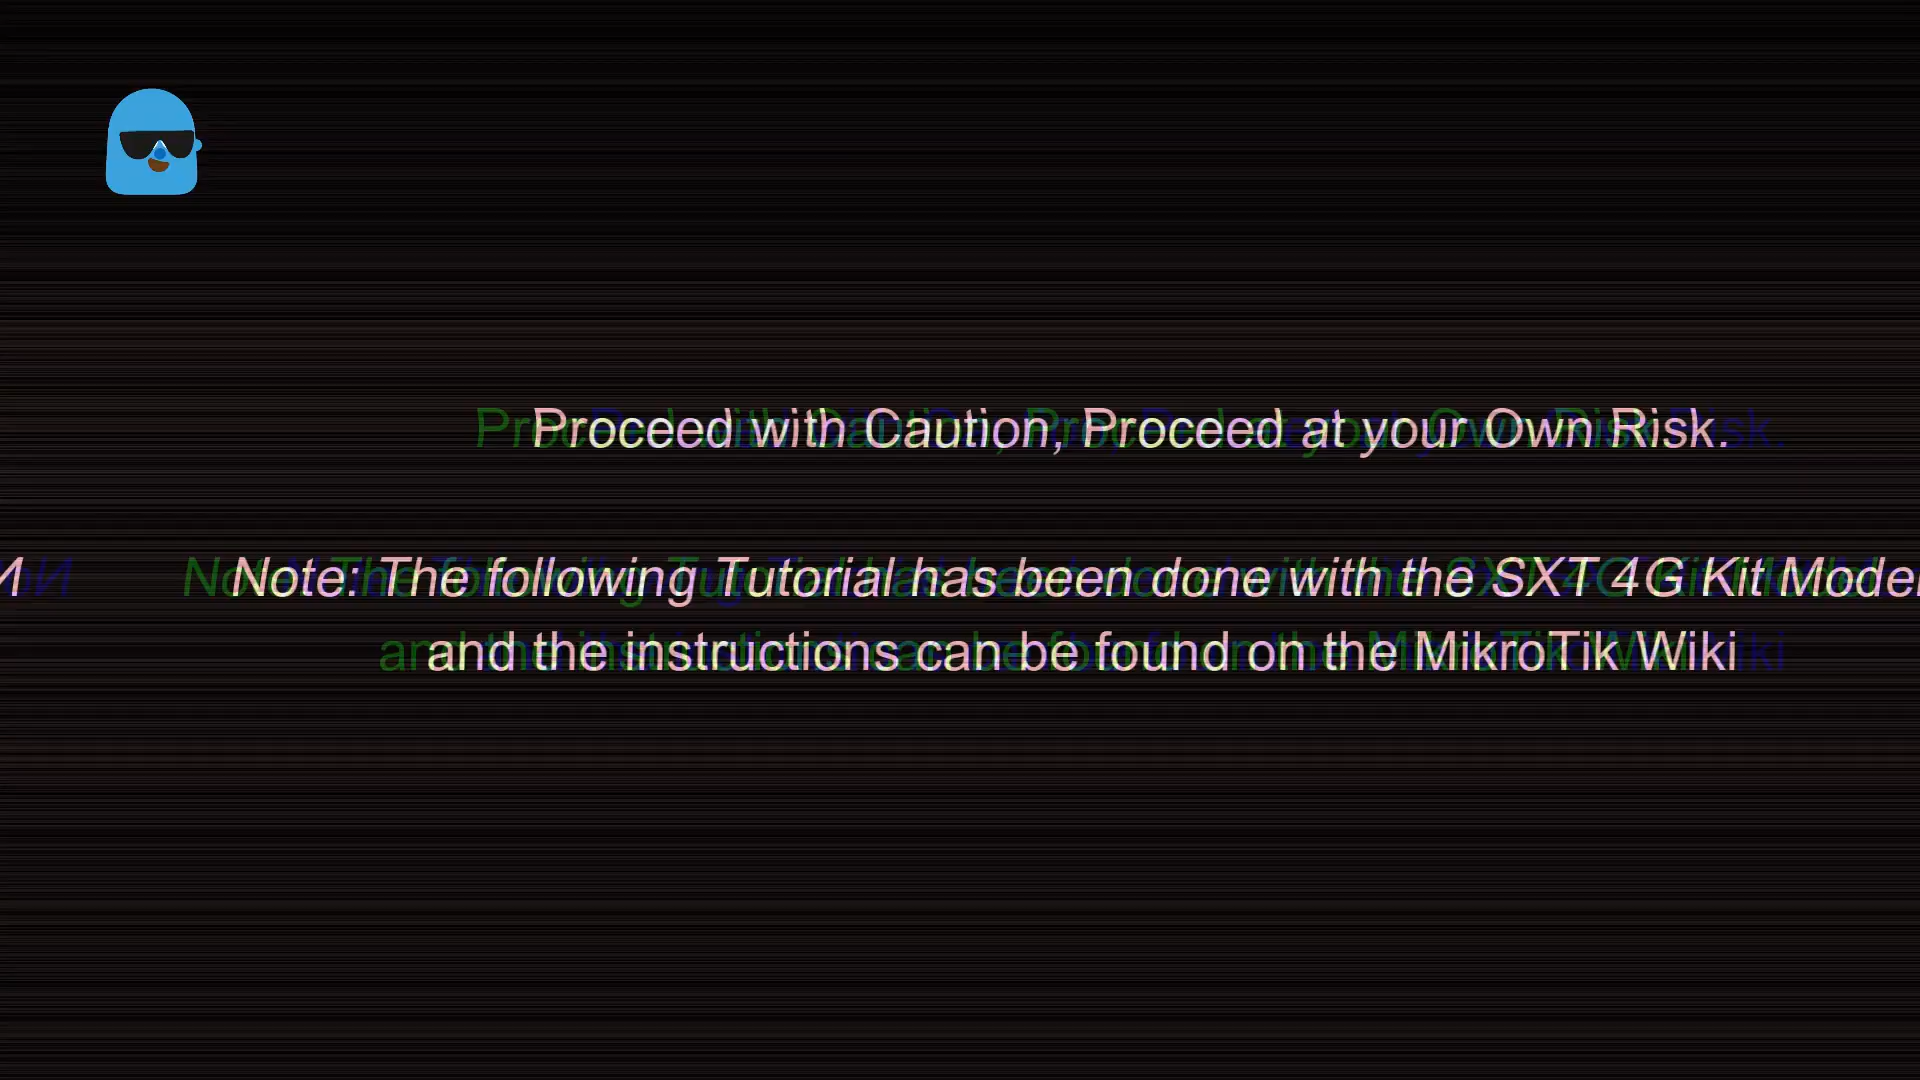 Proceed with Caution, Proceed at your Own Risk.
Note: The following Tutorial has been done with the SXT 4G Kit
and the instructions can be found on the MikroTik Wiki